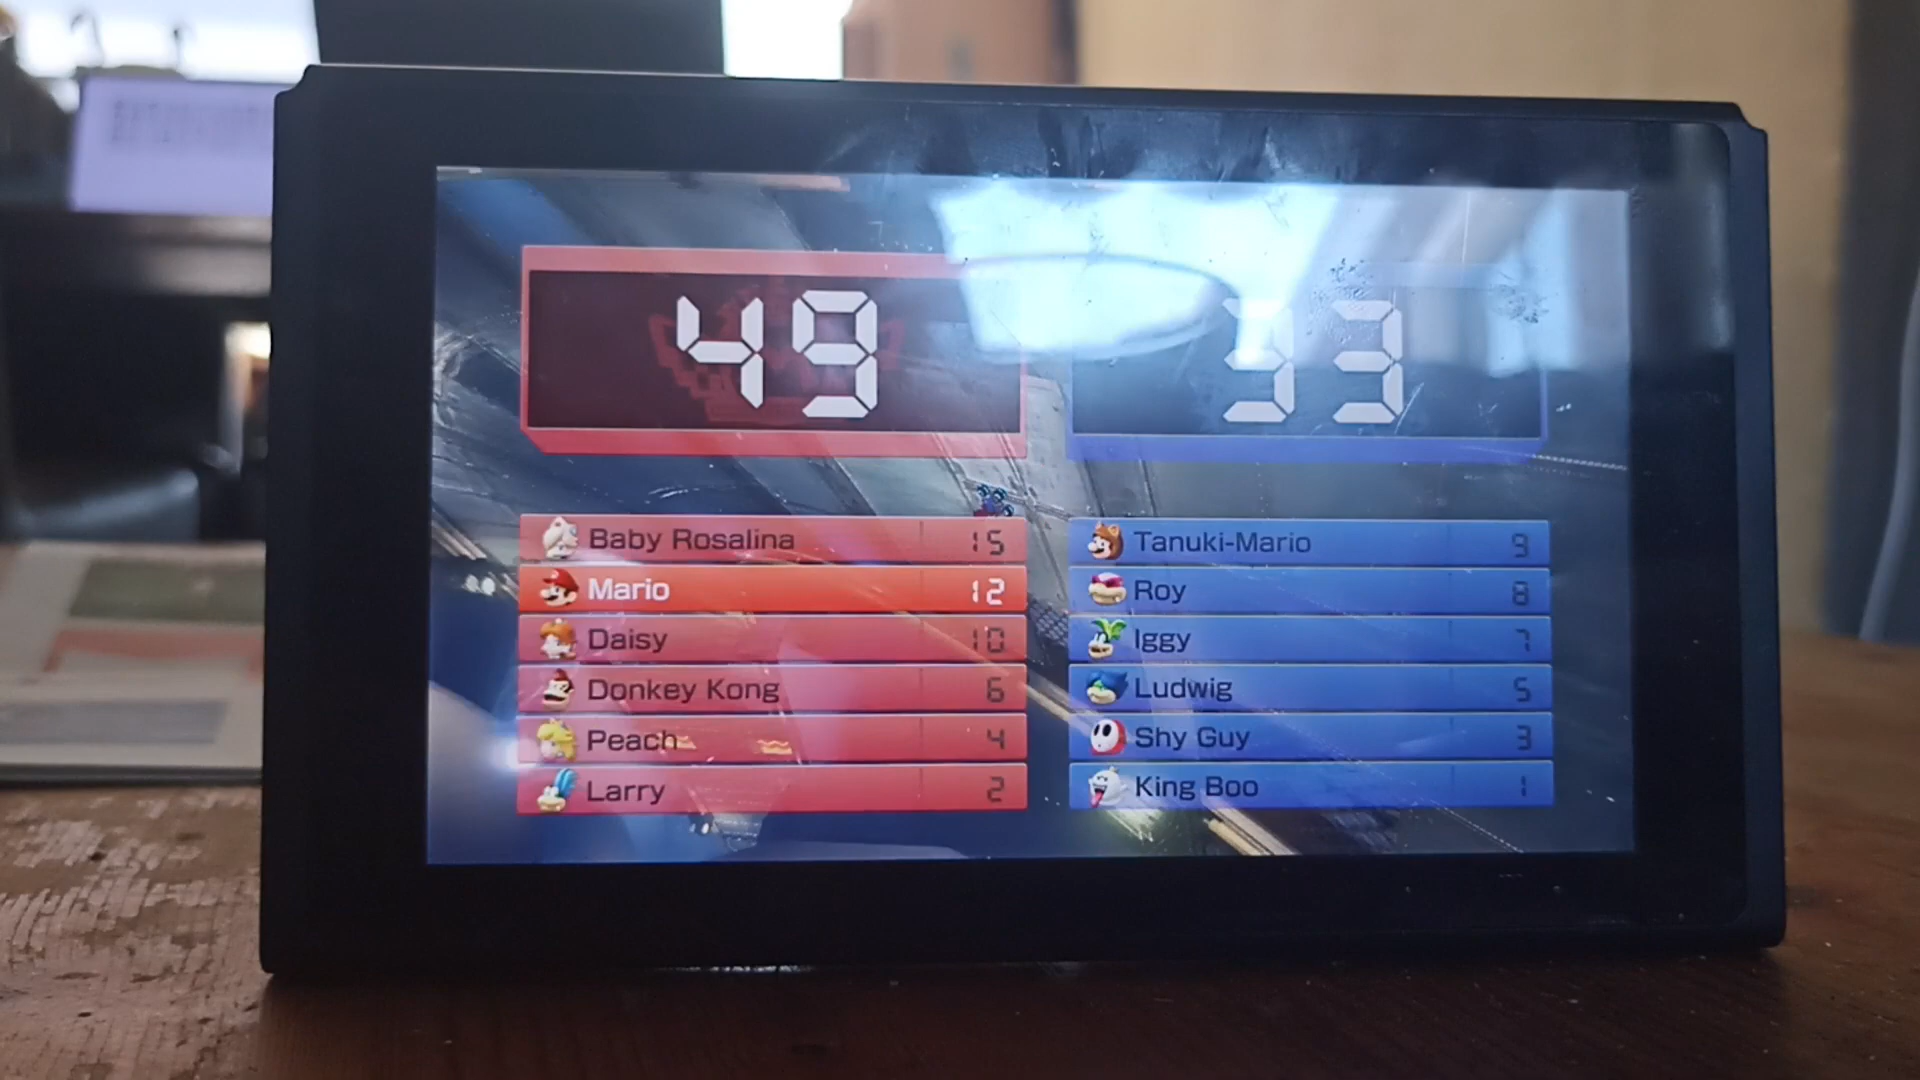 49
33
Baby Rosalina 15
Mario 12
Daisy 10
Donkey Kong 6
Peach 4
Larry 2
Tanuki-Mario 9
Roy 8
Iggy 7
Ludwig 5
Shy Guy 3
King Boo 1